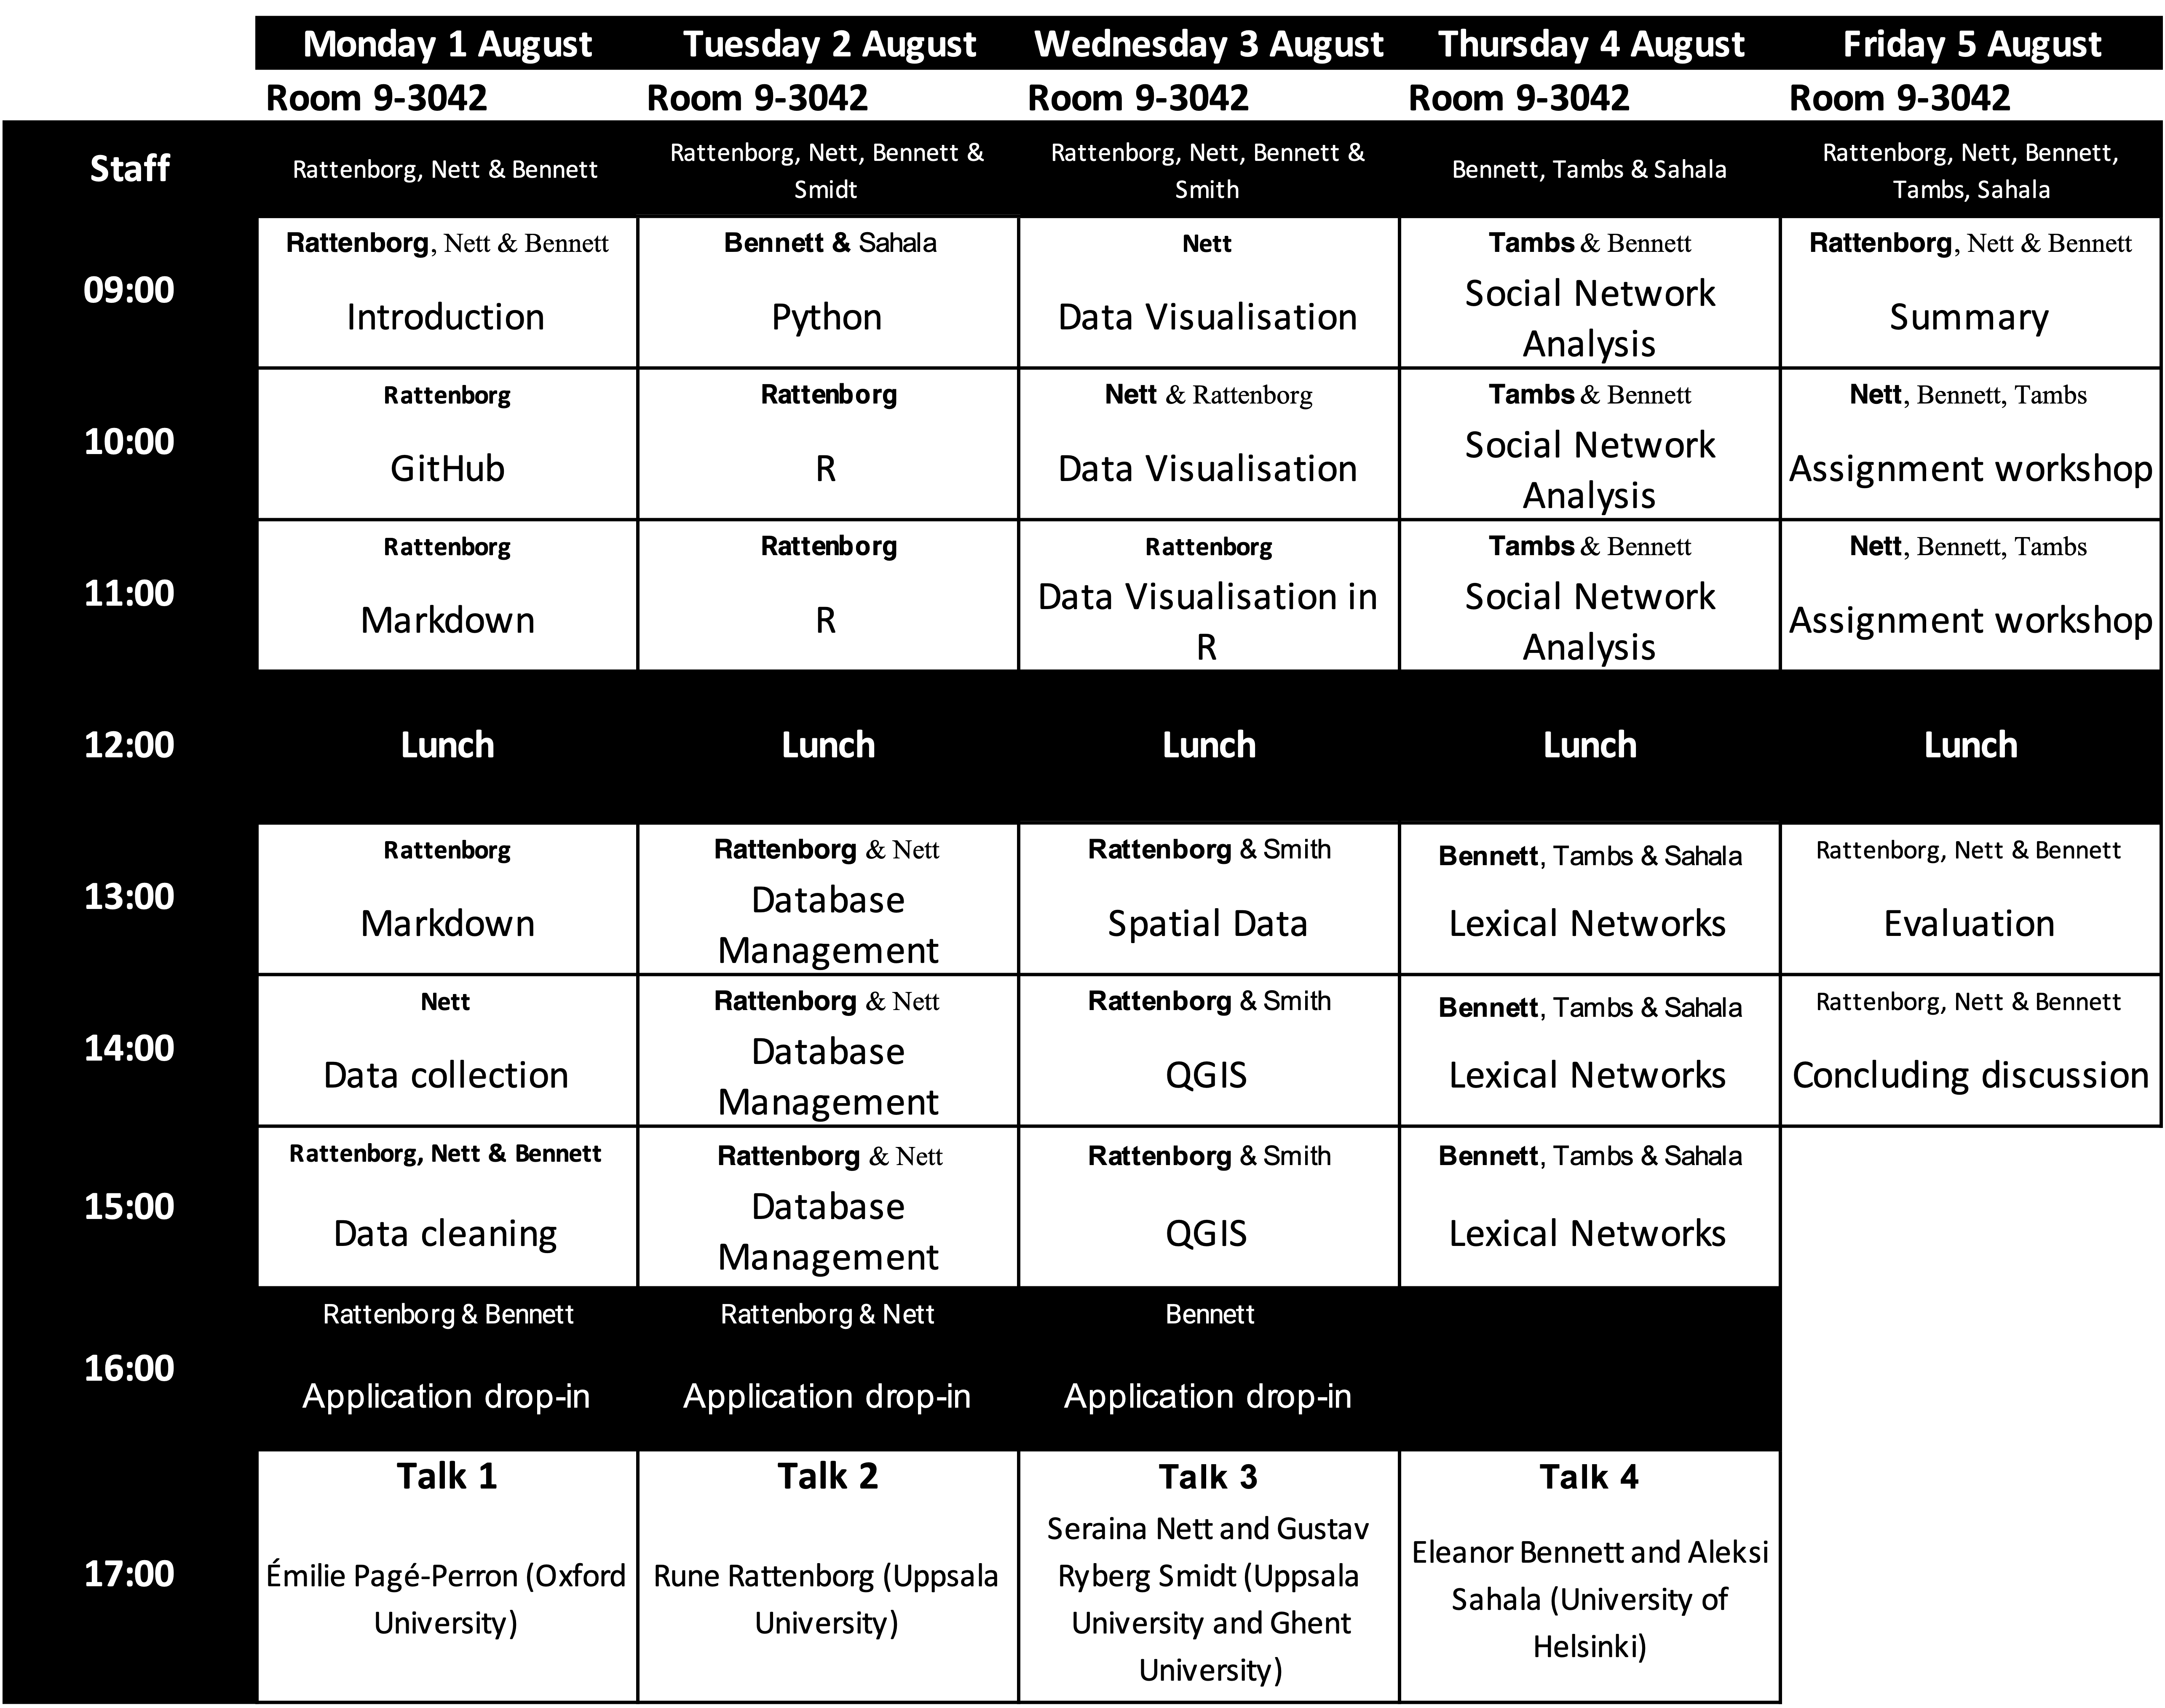 Monday 1 August
Tuesday 2 August
Wednesday 3 August
Thursday 4 August
Friday 5 August
Room 9-3042
Room 9-3042
Room 9-3042
Room 9-3042
Room 9-3042
Staff
Rattenborg, Nett & Bennett
Rattenborg, Nett, Bennett &
Smidt
Rattenborg, Nett, Bennett &
Smith
Bennett, Tambs & Sahala
Rattenborg, Nett, Bennett,
Tambs, Sahala
09:00
Rattenborg, Nett & Bennett
Introduction
Bennett & Sahala
Python
Nett
Data Visualisation
Tambs & Bennett
Social Network
Analysis
Rattenborg, Nett & Bennett
Summary
10:00
Rattenborg
GitHub
Rattenborg
R
Nett & Rattenborg
Data Visualisation
Tambs & Bennett
Social Network
Analysis
Nett, Bennett, Tambs
Assignment workshop
11:00
Rattenborg
Markdown
Rattenborg
R
Rattenborg
Data Visualisation in
R
Tambs & Bennett
Social Network
Analysis
Nett, Bennett, Tambs
Assignment workshop
12:00
Lunch
Lunch
Lunch
Lunch
Lunch
13:00
Rattenborg
Markdown
Rattenborg & Nett
Database
Management
Rattenborg & Smith
Spatial Data
Bennett, Tambs & Sahala
Lexical Networks
Rattenborg, Nett & Bennett
Evaluation
14:00
Nett
Data collection
Rattenborg & Nett
Database
Management
Rattenborg & Smith
QGIS
Bennett, Tambs & Sahala
Lexical Networks
Rattenborg, Nett & Bennett
Concluding discussion
15:00
Rattenborg, Nett & Bennett
Data cleaning
Rattenborg & Nett
Database
Management
Rattenborg & Smith
QGIS
Bennett, Tambs & Sahala
Lexical Networks
16:00
Rattenborg & Bennett
Application drop-in
Rattenborg & Nett
Application drop-in
Bennett
Application drop-in
17:00
Talk 1
Émilie Pagé-Perron (Oxford
University)
Talk 2
Rune Rattenborg (Uppsala
University)
Talk 3
Seraina Nett and Gustav
Ryberg Smidt (Uppsala
University and Ghent
University)
Talk 4
Eleanor Bennett and Aleksi
Sahala (University of
Helsinki)